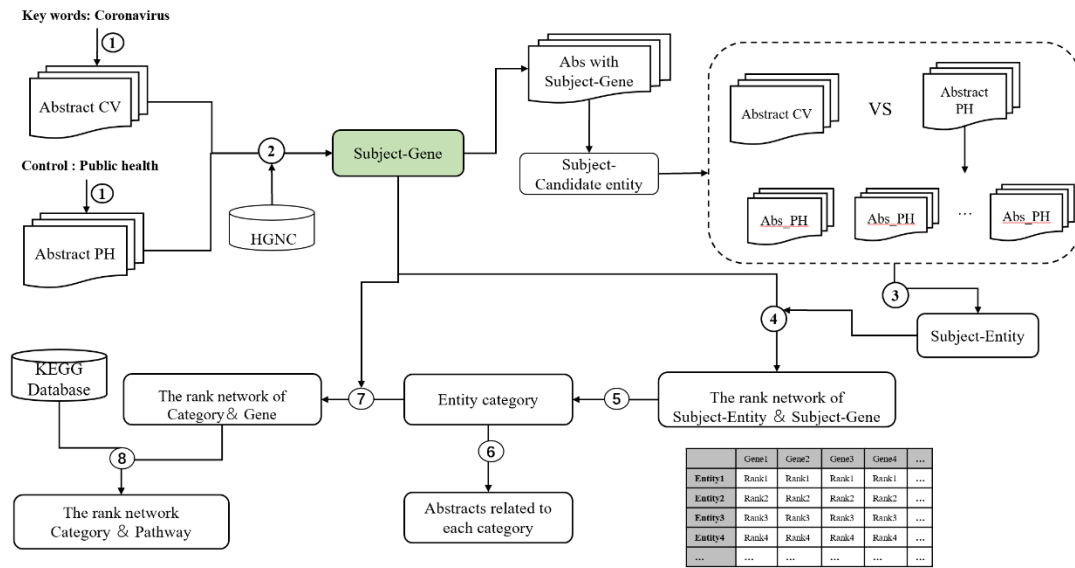 Key words: Coronavirus
1
Abstract CV
Control : Public health
1
Abstract PH
2
HGNC
Subject-Gene
Abs with
Subject-Gene
Subject-
Candidate entity
Abstract CV
VS
Abstract
PH
Abs_PH
Abs_PH
...
Abs_PH
3
Subject-Entity
4
The rank network of
Subject-Entity & Subject-Gene
5
Entity category
6
Abstracts related to
each category
7
The rank network of
Category& Gene
KEGG
Database
8
The rank network
Category & Pathway
Gene1 Gene2 Gene3 Gene4 ...
Entity1 Rank1 Rank1 Rank1 Rank1 ...
Entity2 Rank2 Rank2 Rank2 Rank2 ...
Entity3 Rank3 Rank3 Rank3 Rank3 ...
Entity4 Rank4 Rank4 Rank4 Rank4 ...
... ... ... ... ... ...